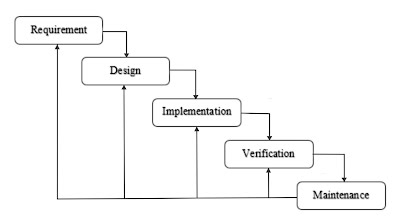 Requirement
Design
Implementation
Verification
Maintenance